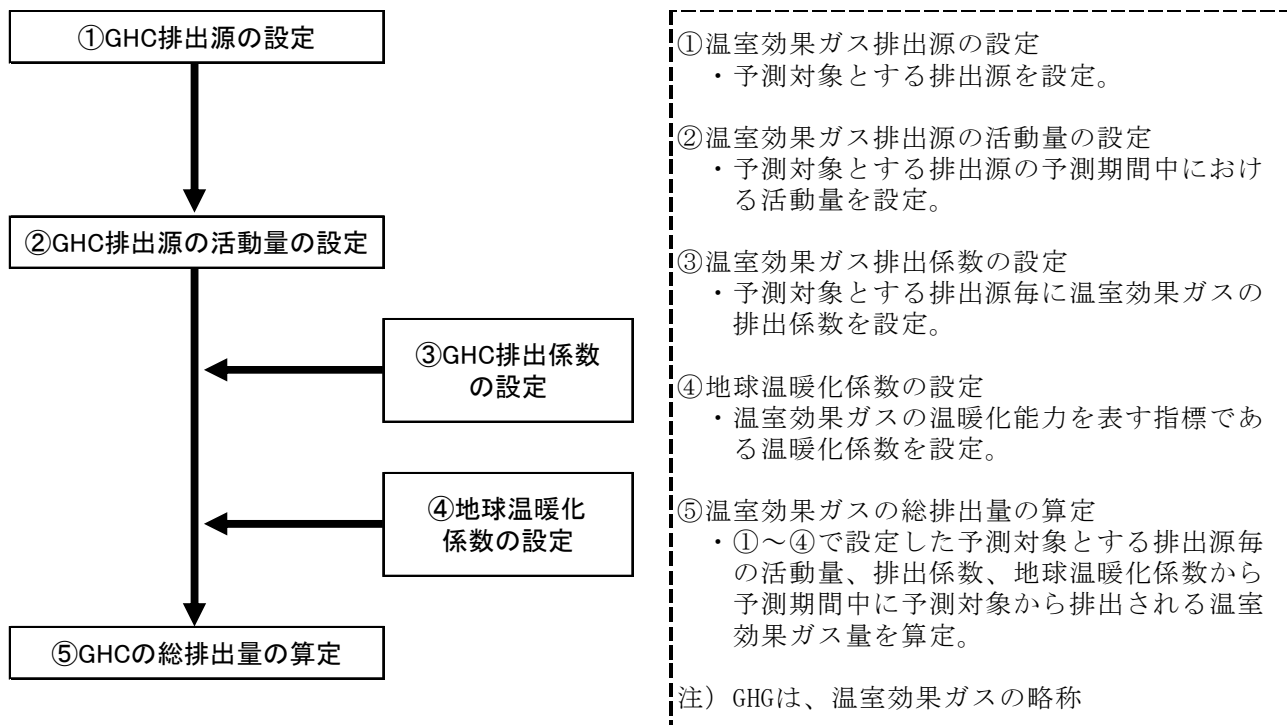 ①GHC排出源の設定
②GHC排出源の活動量の設定
③GHC排出係数
の設定
④地球温暖化
係数の設定
⑤GHCの総排出量の算定
①温室効果ガス排出源の設定
・予測対象とする排出源を設定。
②温室効果ガス排出源の活動量の設定
・予測対象とする排出源の予測期間中におけ
る活動量を設定。
③温室効果ガス排出係数の設定
・予測対象とする排出源毎に温室効果ガスの
排出係数を設定。
④地球温暖化係数の設定
・温室効果ガスの温暖化能力を表す指標であ
る温暖化係数を設定。
⑤温室効果ガスの総排出量の算定
・①～④で設定した予測対象とする排出源毎
の活動量、排出係数、地球温暖化係数から
予測期間中に予測対象から排出される温室
効果ガス量を算定。
注）GHGは、温室効果ガスの略称